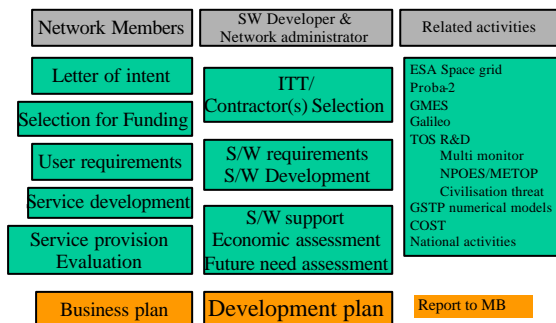 Network Members
Letter of intent
Selection for Funding
User requirements
Service development
Service provision
Evaluation
Business plan
SW Developer &
Network administrator
ITT/
Contractor(s) Selection
S/W requirements
S/W Development
S/W support
Economic assessment
Future need assessment
Development plan
Related activities
ESA Space grid
Proba-2
GMES
Galileo
TOS R&D
Multi monitor
NPOES/METOP
Civilisation threat
GSTP numerical models
COST
National activities
Report to MB